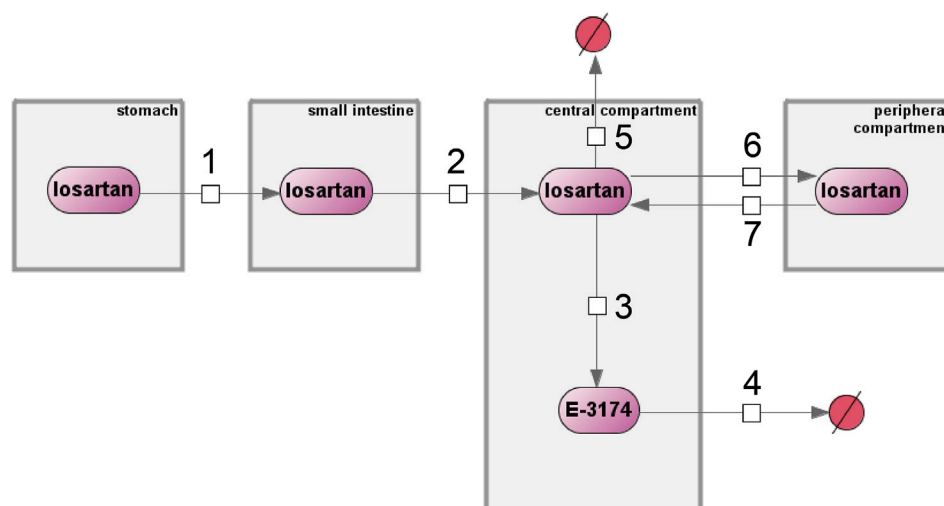 stomach
small intestine
central compartment
periphera
compartmen
1
2
5
6
losartan
losartan
losartan
losartan
7
3
4
E-3174